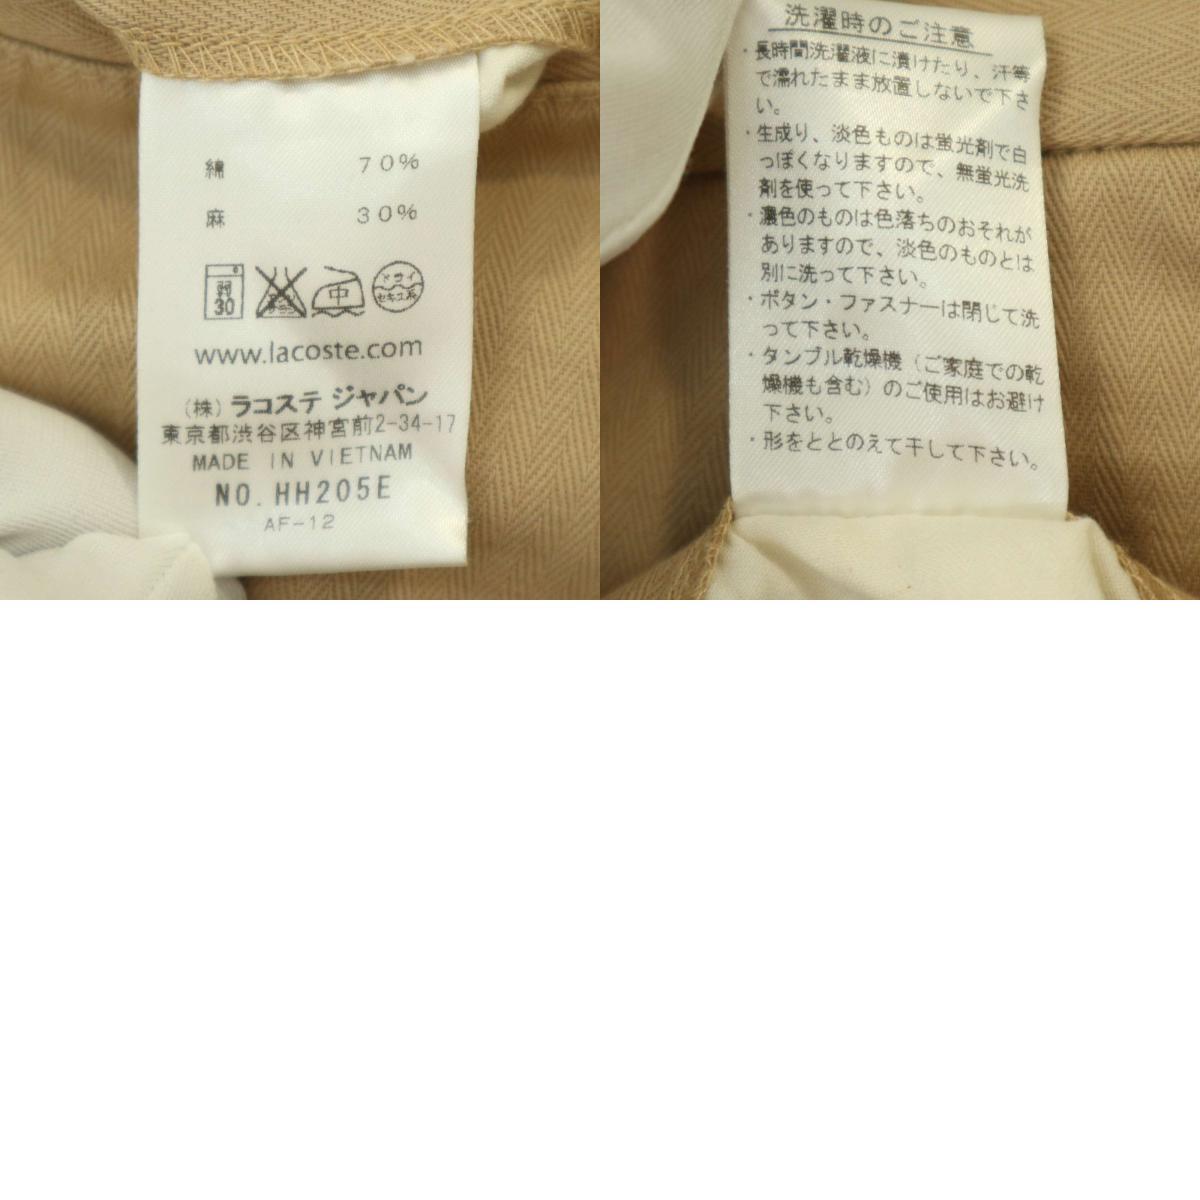 綿 70%
麻 30%
弱 30 エンソサラシ 中 ドライ セキユ系
www.lacoste.com
(株) ラコステ ジャパン
東京都渋谷区神宮前2-34-17
MADE IN VIETNAM
NO. HH205E
AF-12
洗濯時のご注意
・長時間洗濯液に漬けたり、汗等
で濡れたまま放置しないで下さ
い。
・生成り、淡色ものは蛍光剤で白
っぽくなりますので、無蛍光洗
剤を使って下さい。
・濃色のものは色落ちのおそれが
ありますので、淡色のものとは
別に洗って下さい。
・ボタン・ファスナーは閉じて洗
って下さい。
・タンブル乾燥機（ご家庭での乾
燥機も含む）のご使用はお避け
下さい。
・形をととのえて干して下さい。